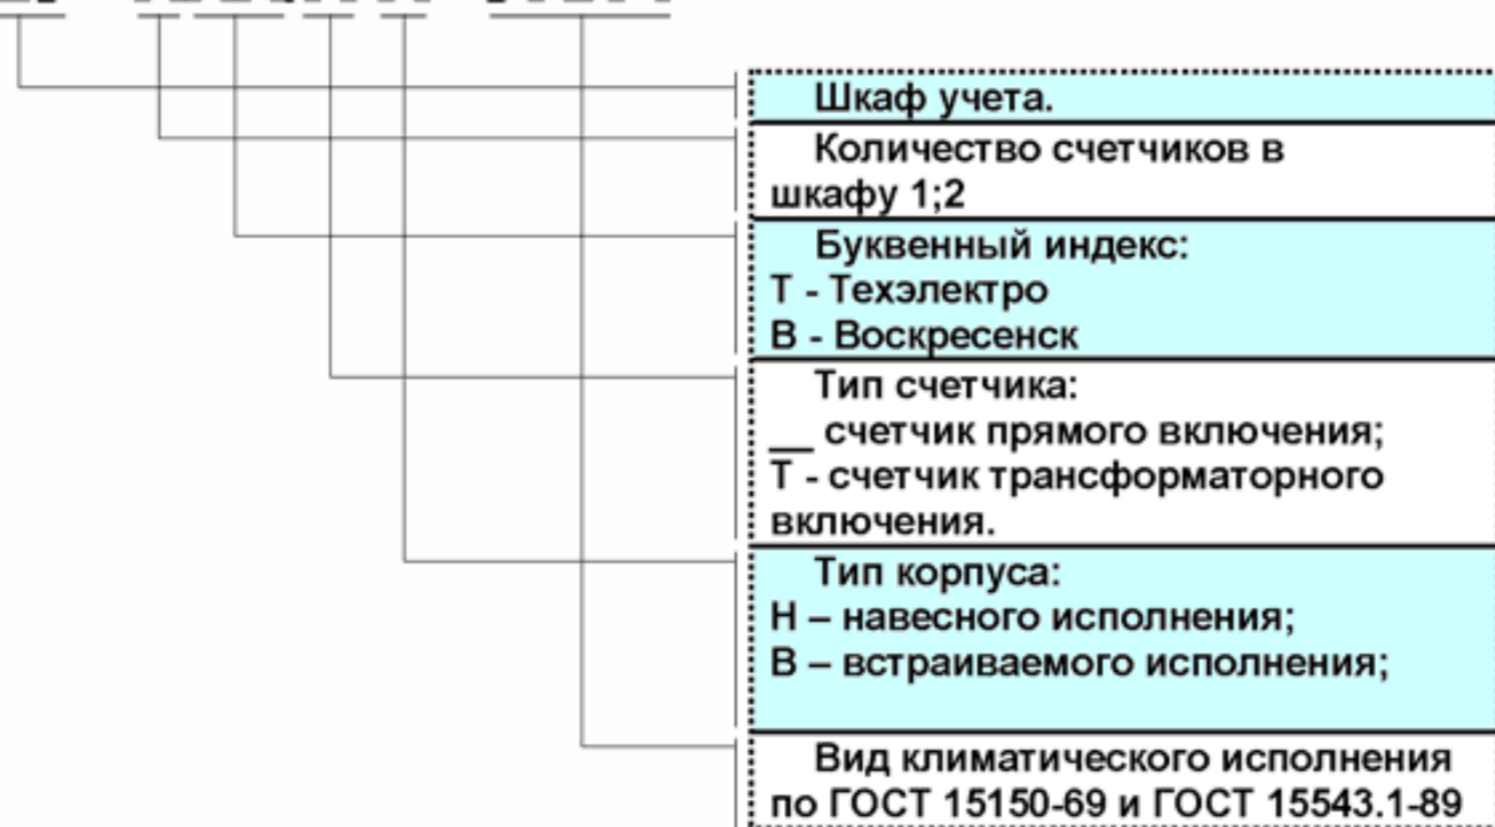 Шкаф учета.
Количество счетчиков в
шкафу 1;2
Буквенный индекс:
Т - Техэлектро
В - Воскресенск
Тип счетчика:
__ счетчик прямого включения;
Т - счетчик трансформаторного
включения.
Тип корпуса:
Н – навесного исполнения;
В – встраиваемого исполнения;
Вид климатического исполнения
по ГОСТ 15150-69 и ГОСТ 15543.1-89